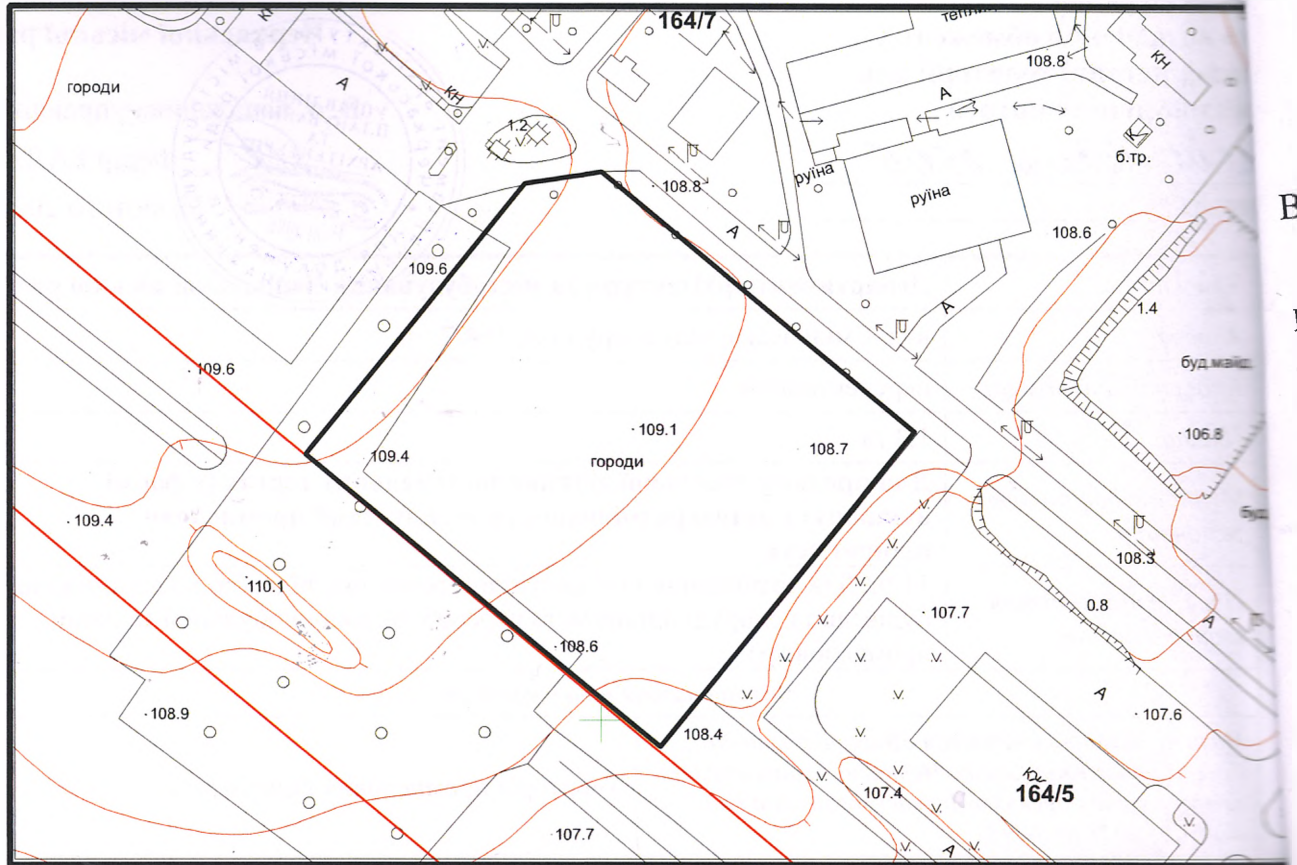 164/7
108.8
А
КН
городи
А
КН
1.2
А
К
б.тр.
руїна
руїна
108.8
А
108.6
109.6
А
1.4
109.6
буд.майд.
109.1
108.7
106.8
109.4
городи
109.4
108.3
110.1
0.8
107.7
А
108.6
А
108.9
107.6
108.4
107.4
164/5
107.7
А
В